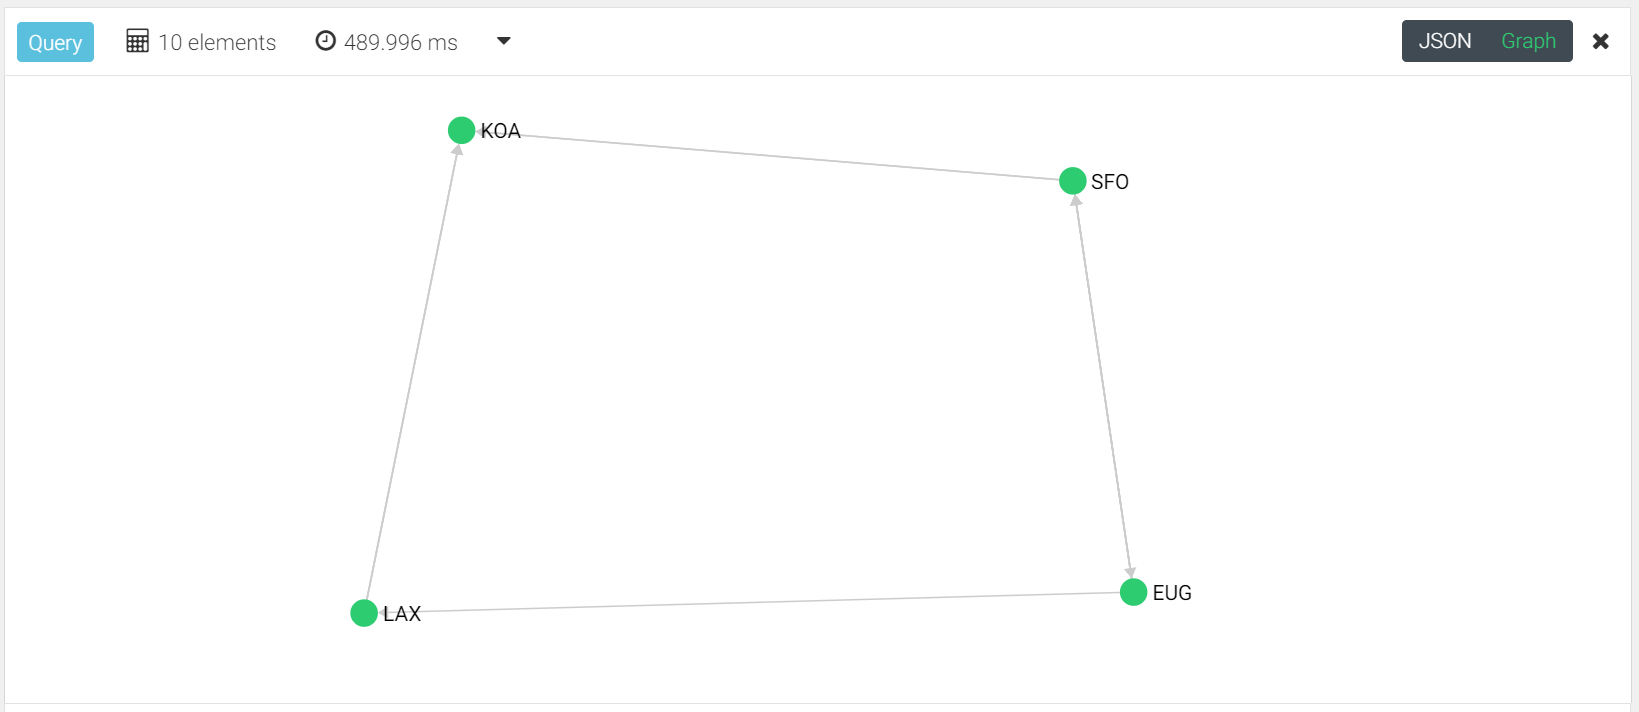 Query 10 elements 489.996 ms JSON Graph
KOA
SFO
EUG
LAX